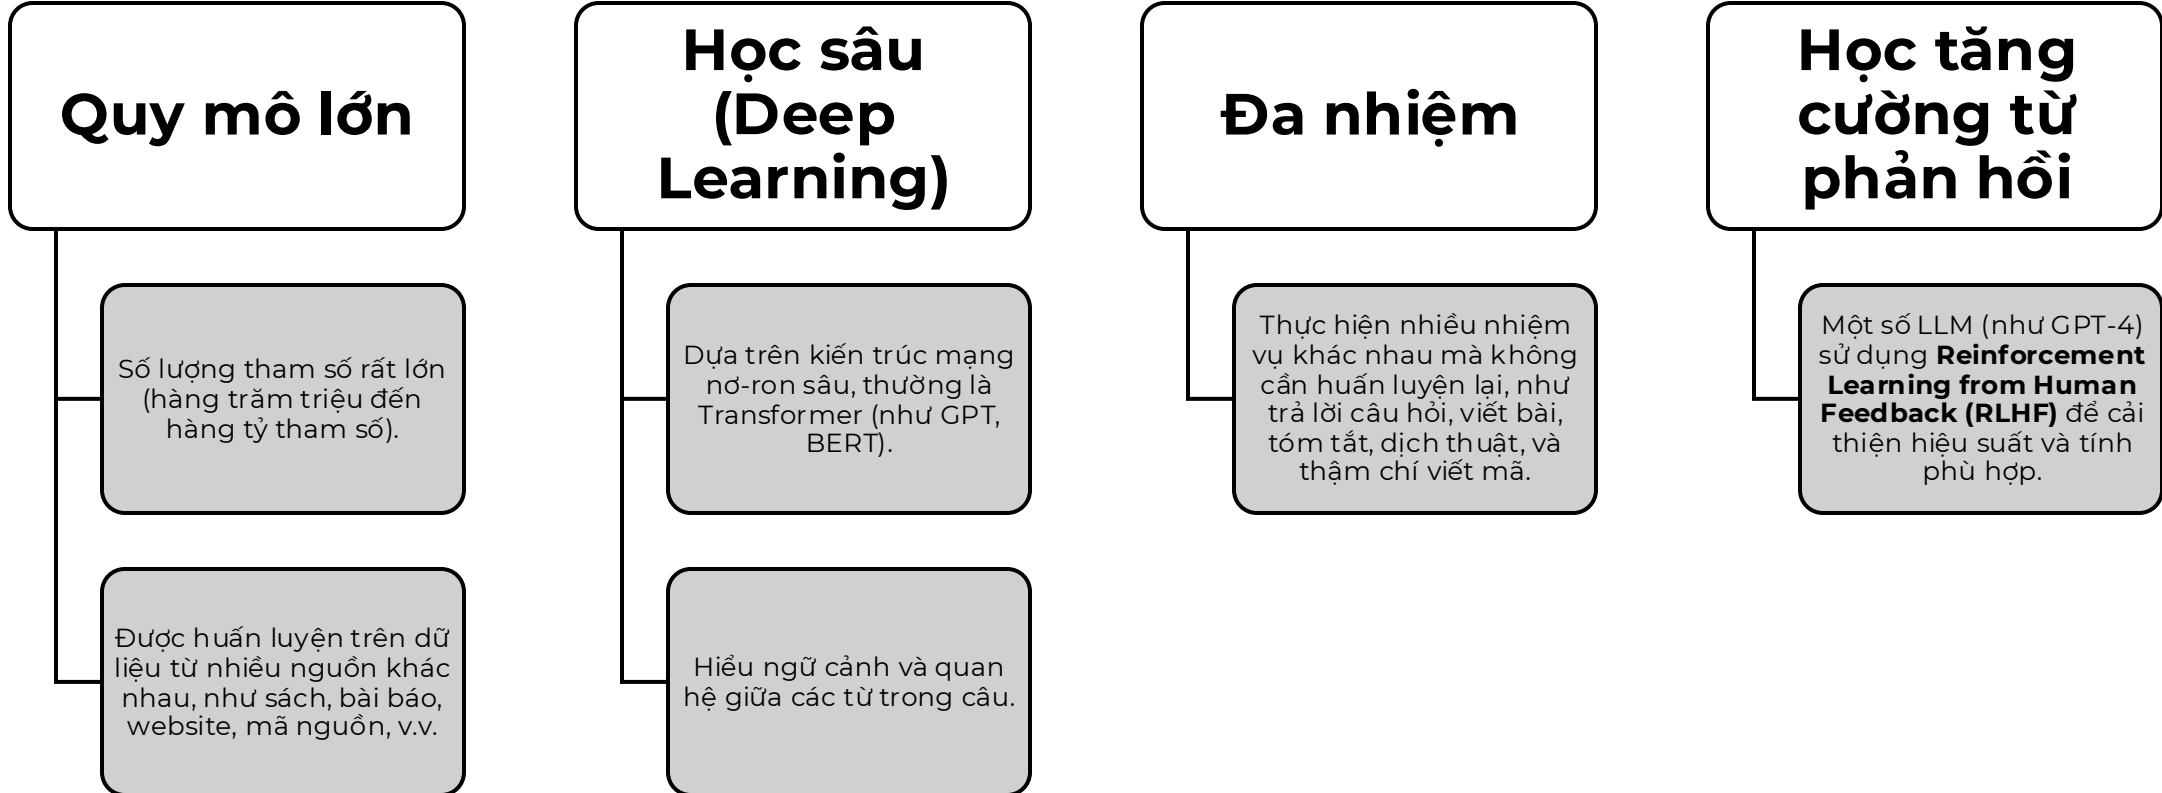 Quy mô lớn
Số lượng tham số rất lớn
(hàng trăm triệu đến
hàng tỷ tham số).
Được huấn luyện trên dữ
liệu từ nhiều nguồn khác
nhau, như sách, bài báo,
website, mã nguồn, v.v.
Học sâu
(Deep
Learning)
Dựa trên kiến trúc mạng
nơ-ron sâu, thường là
Transformer (như GPT,
BERT).
Hiểu ngữ cảnh và quan
hệ giữa các từ trong câu.
Đa nhiệm
Thực hiện nhiều nhiệm
vụ khác nhau mà không
cần huấn luyện lại, như
trả lời câu hỏi, viết bài,
tóm tắt, dịch thuật, và
thậm chí viết mã.
Học tăng
cường từ
phản hồi
Một số LLM (như GPT-4)
sử dụng Reinforcement
Learning from Human
Feedback (RLHF) để cải
thiện hiệu suất và tính
phù hợp.